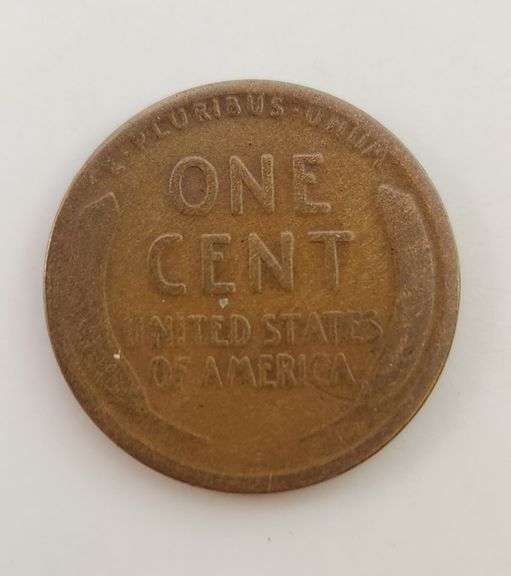 E·PLURIBUS·UNUM
ONE
CENT
UNITED STATES
OF AMERICA